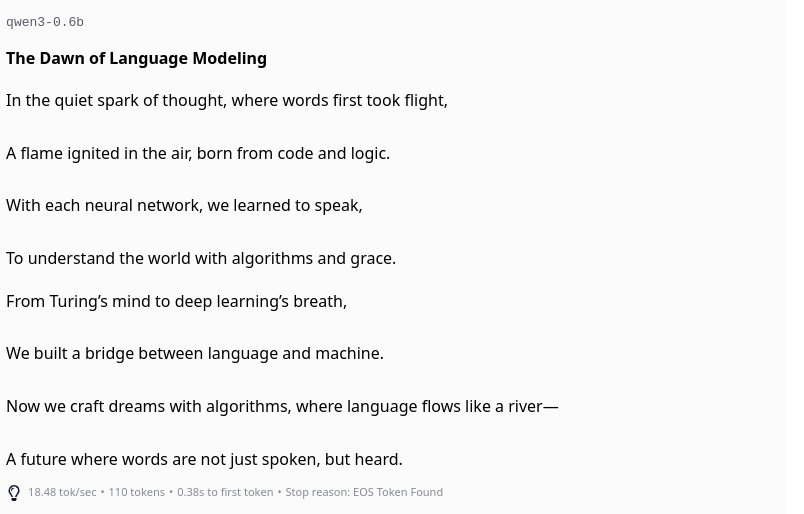 qwen3-0.6b
The Dawn of Language Modeling
In the quiet spark of thought, where words first took flight,
A flame ignited in the air, born from code and logic.
With each neural network, we learned to speak,
To understand the world with algorithms and grace.
From Turing’s mind to deep learning’s breath,
We built a bridge between language and machine.
Now we craft dreams with algorithms, where language flows like a river—
A future where words are not just spoken, but heard.
18.48 tok/sec • 110 tokens • 0.38s to first token • Stop reason: EOS Token Found